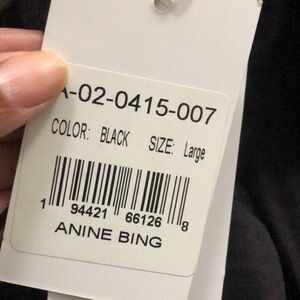 A-02-0415-007
COLOR: BLACK SIZE: Large
1 94421 66126 8
ANINE BING